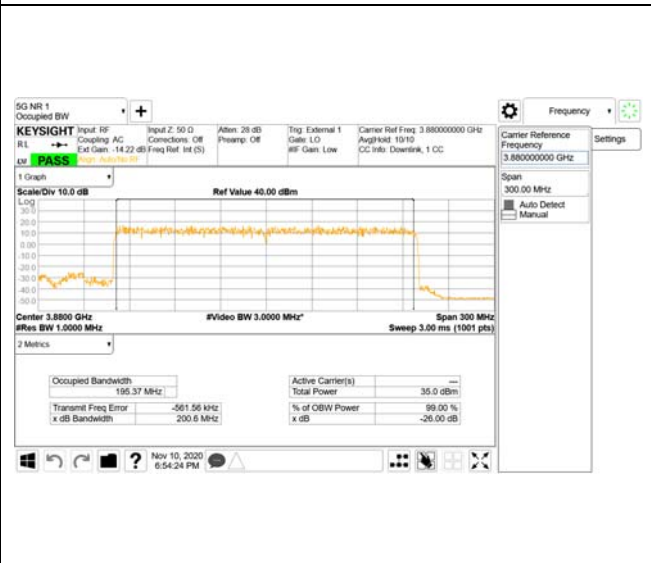 5G NR 1
Occupied BW
Frequency
KEYSIGHT
Input: RF
Input Z: 50 Ω
Atten: 28 dB
Trig: External 1
Carrier Ref Freq: 3.880000000 GHz
RL
Coupling: AC
Corrections: Off
Preamp: Off
Gate: LO
Avg|Hold: 10/10
Ext Gain: -14.22 dB
Freq Ref: Int (S)
#IF Gain: Low
CC Info: Downlink, 1 CC
PASS
Align: Auto/No RF
Carrier Reference
Frequency
3.880000000 GHz
Settings
Span
300.00 MHz
Auto Detect
Manual
1 Graph
Scale/Div 10.0 dB
Ref Value 40.00 dBm
Log
30.0
20.0
10.0
0.00
-10.0
-20.0
-30.0
-40.0
-50.0
Center 3.8800 GHz
#Video BW 3.0000 MHz*
Span 300 MHz
#Res BW 1.0000 MHz
Sweep 3.00 ms (1001 pts)
2 Metrics
Occupied Bandwidth
195.37 MHz
Active Carrier(s)
---
Total Power
35.0 dBm
Transmit Freq Error
-561.56 kHz
% of OBW Power
99.00 %
x dB Bandwidth
200.6 MHz
x dB
-26.00 dB
Nov 10, 2020
6:54:24 PM